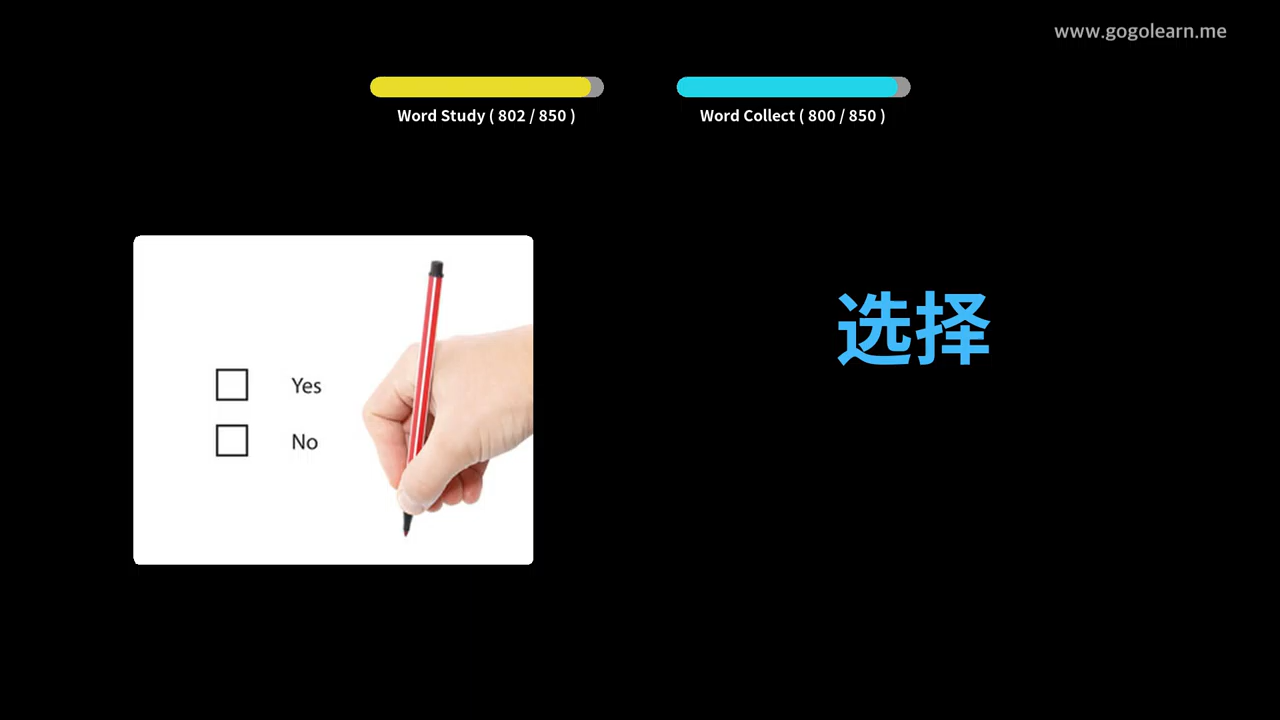 www.gogolearn.me
Word Study ( 802 / 850 )
Word Collect ( 800 / 850 )
选择
Yes
No